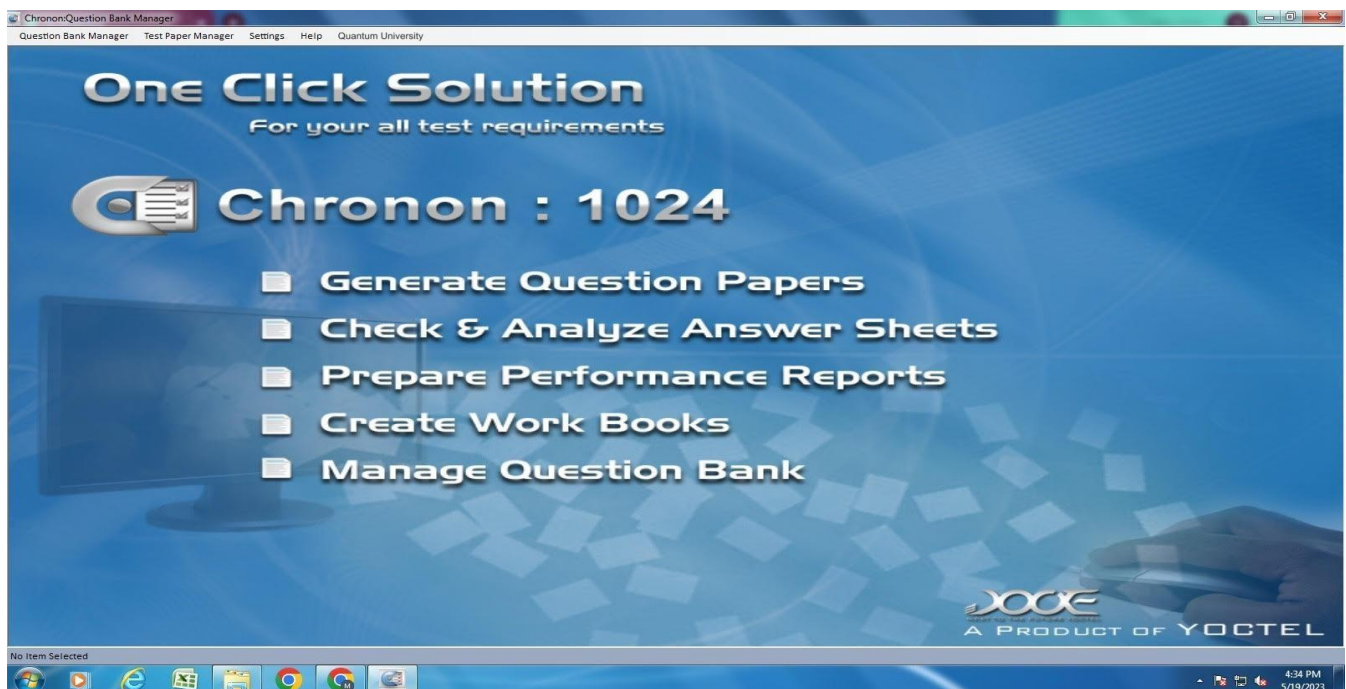 Chronon:Question Bank Manager
Question Bank Manager Test Paper Manager Settings Help Quantum University
One Click Solution
For your all test requirements
Chronon : 1024
Generate Question Papers
Check & Analyze Answer Sheets
Prepare Performance Reports
Create Work Books
Manage Question Bank
A Product of YOCTEL
No Item Selected
4:34 PM
5/19/2023